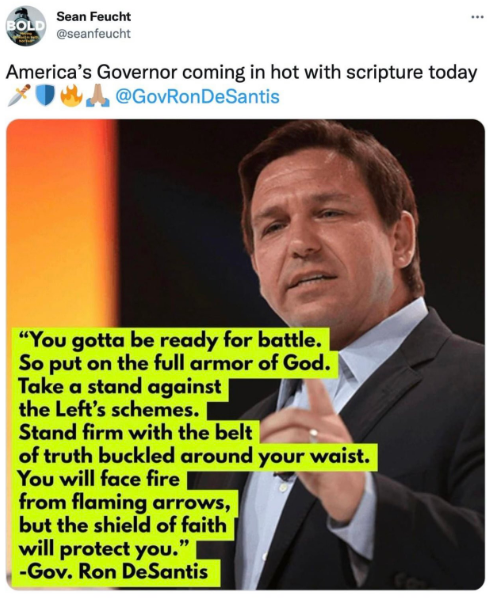 BOLD
Sean Feucht
@seanfeucht
America's Governor coming in hot with scripture today
🗡️🛡️🔥🙏🏼 @GovRonDeSantis
“You gotta be ready for battle.
So put on the full armor of God.
Take a stand against
the Left’s schemes.
Stand firm with the belt
of truth buckled around your waist.
You will face fire
from flaming arrows,
but the shield of faith
will protect you.”
-Gov. Ron DeSantis